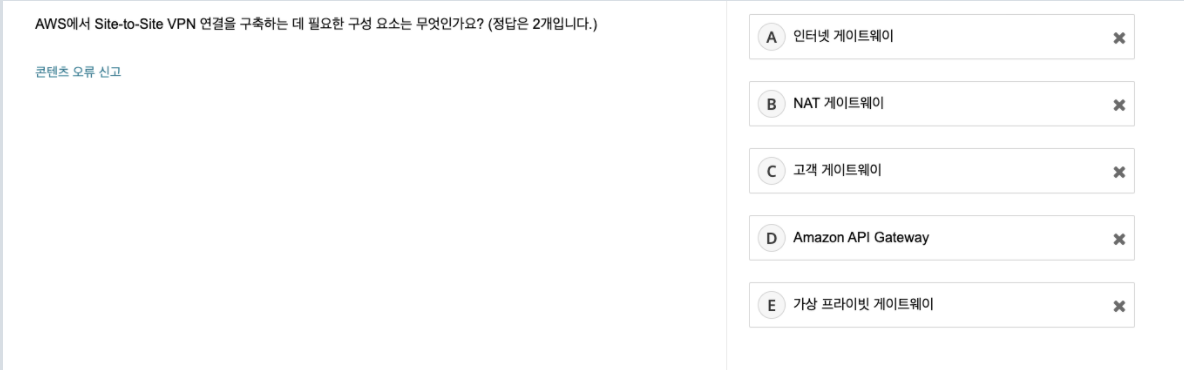 AWS에서 Site-to-Site VPN 연결을 구축하는 데 필요한 구성 요소는 무엇인가요? (정답은 2개입니다.)
콘텐츠 오류 신고
A 인터넷 게이트웨이
B NAT 게이트웨이
C 고객 게이트웨이
D Amazon API Gateway
E 가상 프라이빗 게이트웨이